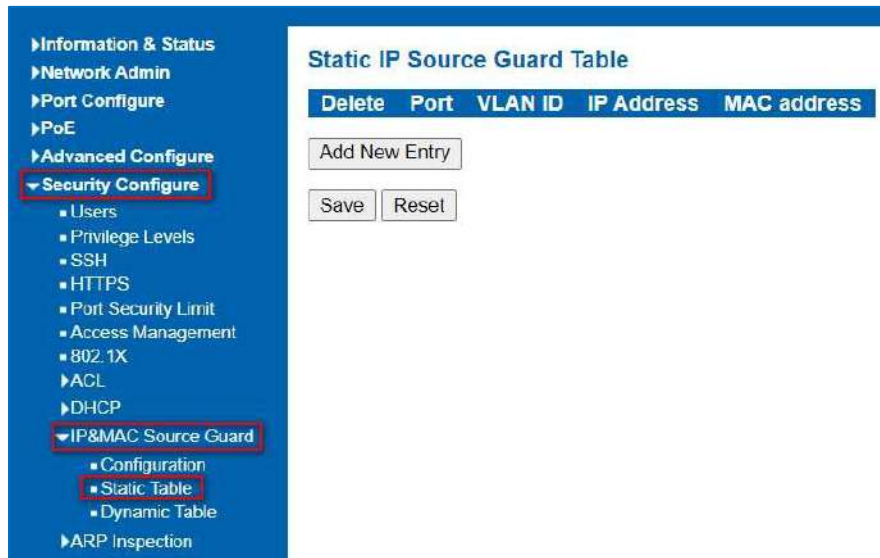 Information & Status
Network Admin
Port Configure
PoE
Advanced Configure
Security Configure
Users
Privilege Levels
SSH
HTTPS
Port Security Limit
Access Management
802.1X
ACL
DHCP
IP&MAC Source Guard
Configuration
Static Table
Dynamic Table
ARP Inspection
Static IP Source Guard Table
Delete Port VLAN ID IP Address MAC address
Add New Entry
Save Reset